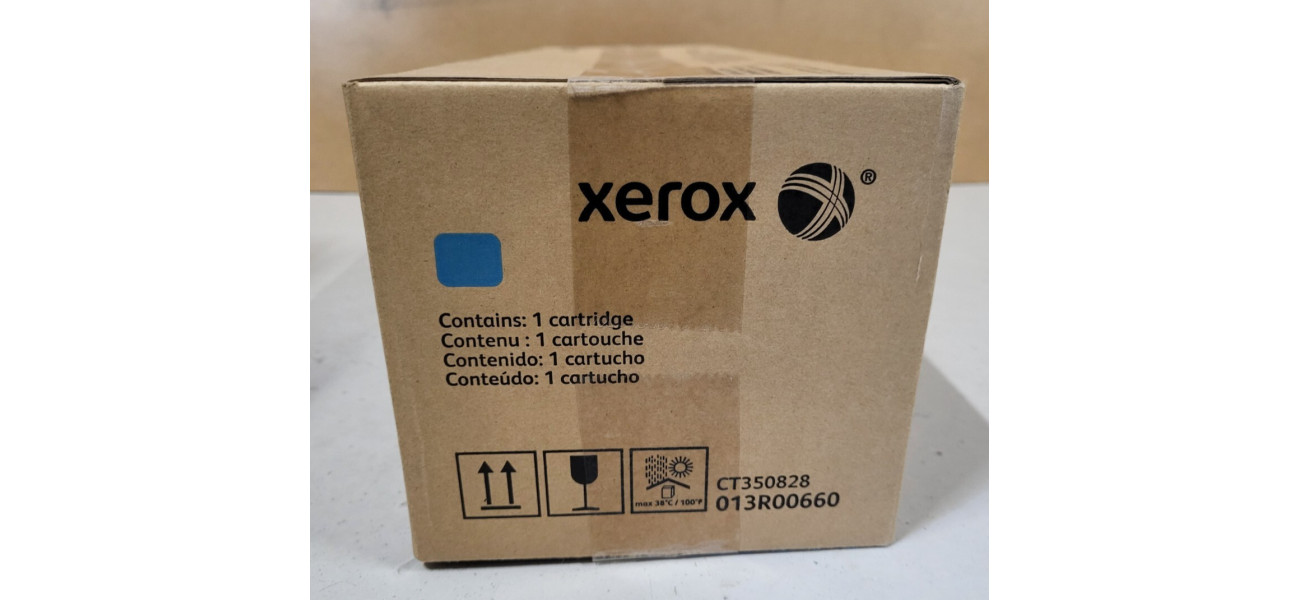 xerox ®
Contains: 1 cartridge
Contenu : 1 cartouche
Contenido: 1 cartucho
Conteúdo: 1 cartucho
max 38°C / 100°F
CT350828
013R00660